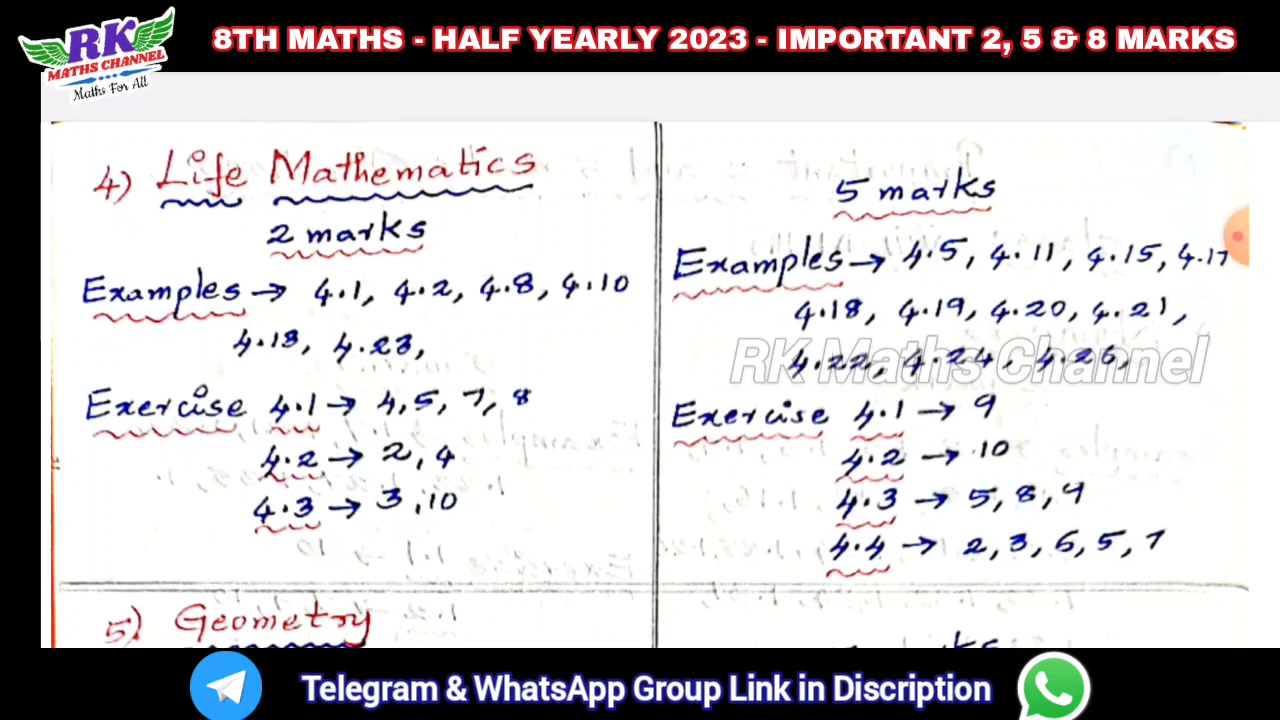 RK
MATHS CHANNEL
Maths For All
8TH MATHS - HALF YEARLY 2023 - IMPORTANT 2, 5 & 8 MARKS
4) Life Mathematics
2 marks
Examples → 4.1, 4.2, 4.8, 4.10
4.13, 4.23,
Exercise 4.1 → 4, 5, 7, 8
4.2 → 2, 4
4.3 → 3, 10
5 marks
Examples → 4.5, 4.11, 4.15, 4.17
4.18, 4.19, 4.20, 4.21,
4.22, 4.24, 4.26,
RK Maths Channel
Exercise 4.1 → 9
4.2 → 10
4.3 → 5, 8, 9
4.4 → 2, 3, 6, 5, 7
5) Geometry
Telegram & WhatsApp Group Link in Discription